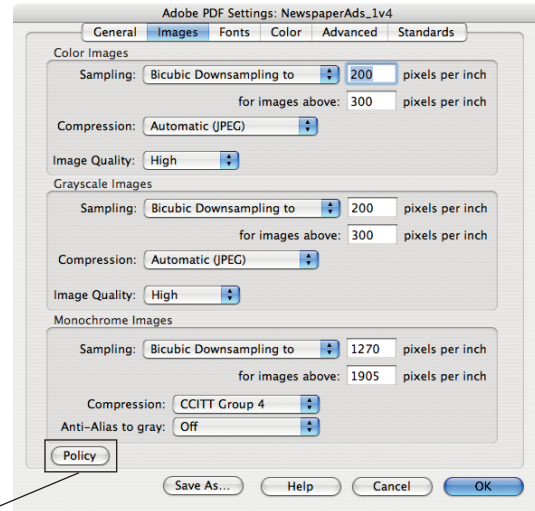 Adobe PDF Settings: NewspaperAds_1v4
General Images Fonts Color Advanced Standards
Color Images
Sampling: Bicubic Downsampling to 200 pixels per inch
for images above: 300 pixels per inch
Compression: Automatic (JPEG)
Image Quality: High
Grayscale Images
Sampling: Bicubic Downsampling to 200 pixels per inch
for images above: 300 pixels per inch
Compression: Automatic (JPEG)
Image Quality: High
Monochrome Images
Sampling: Bicubic Downsampling to 1270 pixels per inch
for images above: 1905 pixels per inch
Compression: CCITT Group 4
Anti-Alias to gray: Off
Policy
Save As... Help Cancel OK